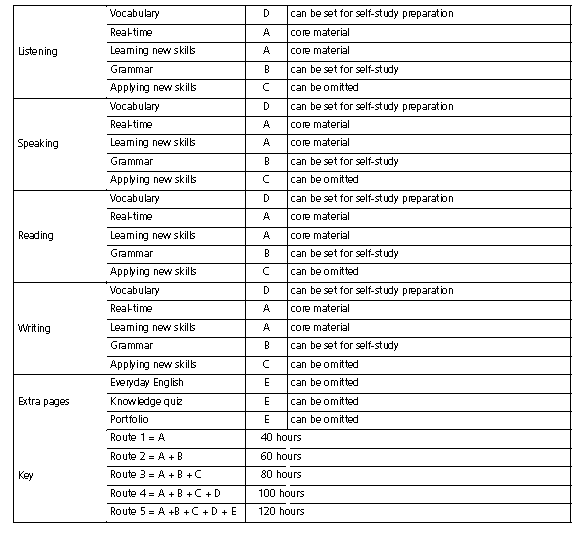 Listening
Vocabulary D can be set for self-study preparation
Real-time A core material
Learning new skills A core material
Grammar B can be set for self-study
Applying new skills C can be omitted
Speaking
Vocabulary D can be set for self-study preparation
Real-time A core material
Learning new skills A core material
Grammar B can be set for self-study
Applying new skills C can be omitted
Reading
Vocabulary D can be set for self-study preparation
Real-time A core material
Learning new skills A core material
Grammar B can be set for self-study
Applying new skills C can be omitted
Writing
Vocabulary D can be set for self-study preparation
Real-time A core material
Learning new skills A core material
Grammar B can be set for self-study
Applying new skills C can be omitted
Extra pages
Everyday English E can be omitted
Knowledge quiz E can be omitted
Portfolio E can be omitted
Key
Route 1 = A 40 hours
Route 2 = A + B 60 hours
Route 3 = A + B + C 80 hours
Route 4 = A + B + C + D 100 hours
Route 5 = A +B + C + D + E 120 hours